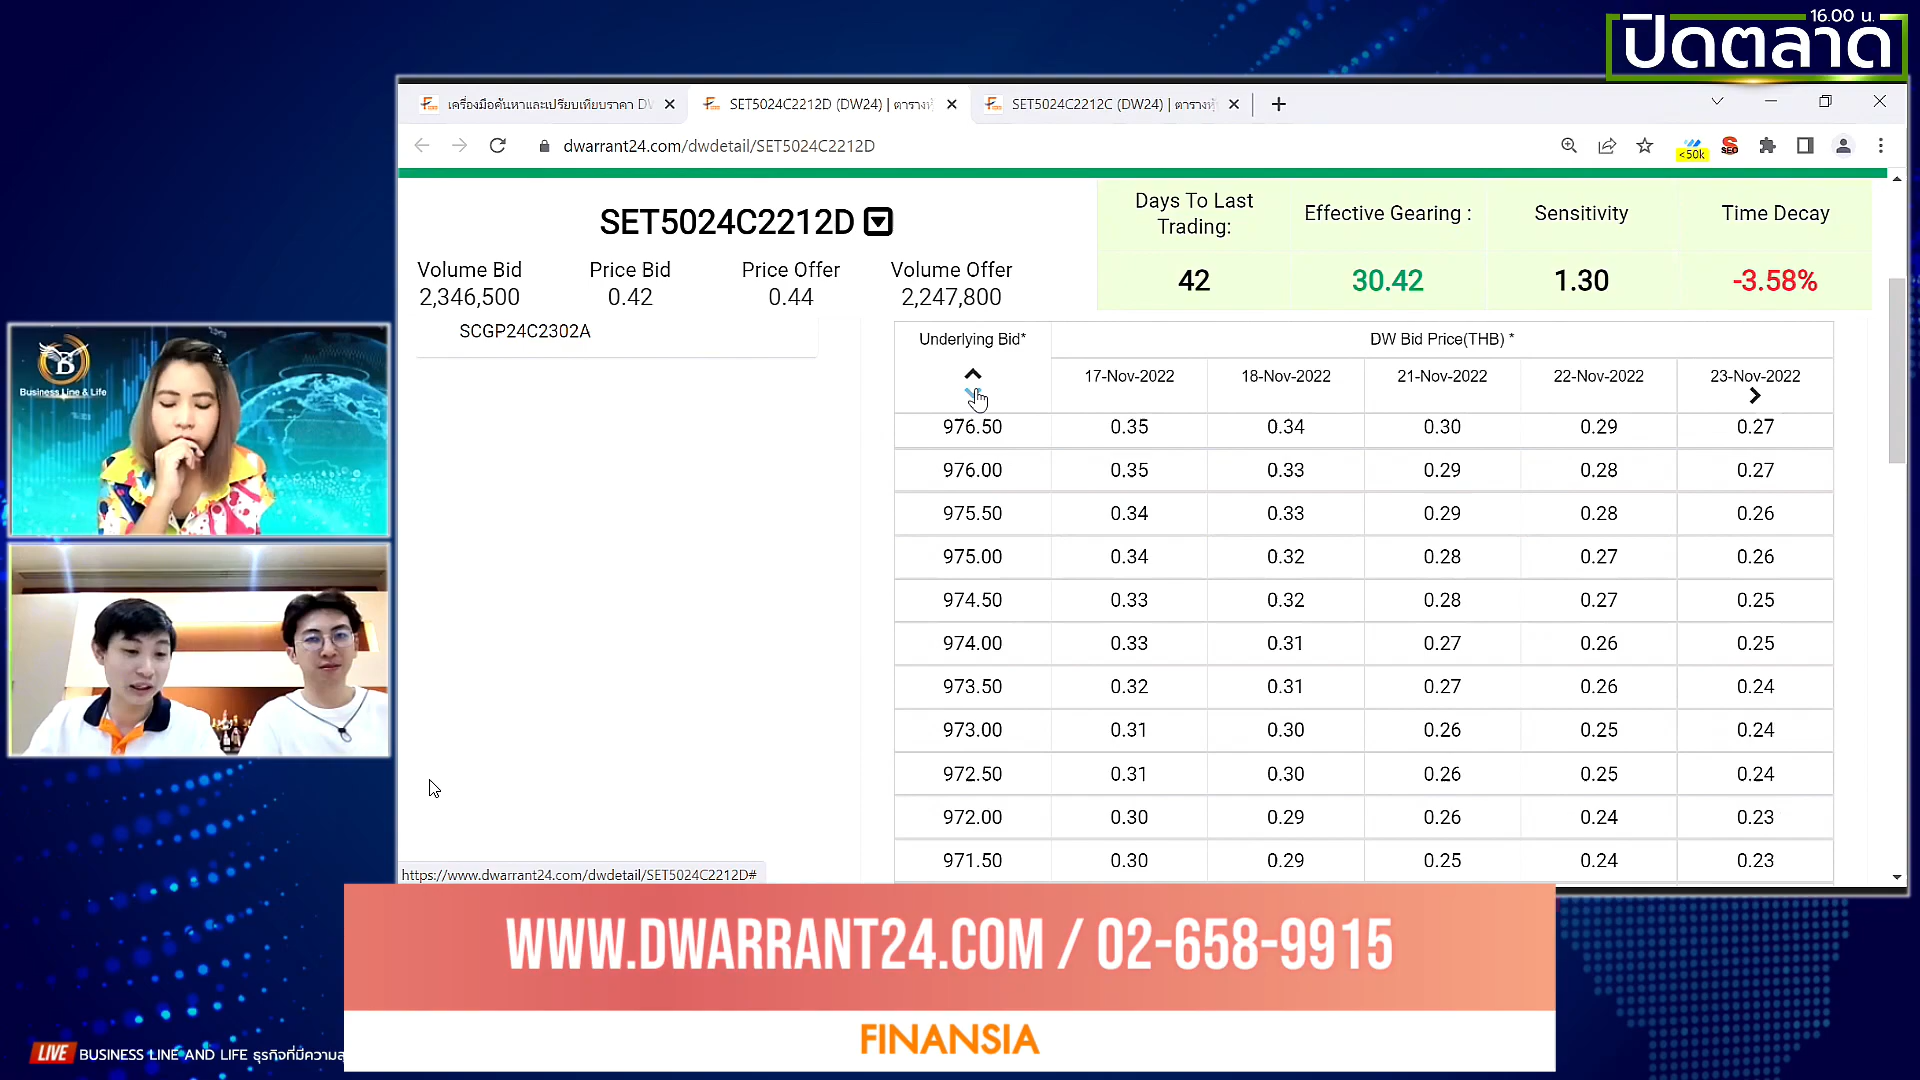 16.00 น.
ปิดตลาด
เครื่องมือค้นหาและเปรียบเทียบราคา DW
SET5024C2212D (DW24) | ตารางหุ้
SET5024C2212C (DW24) | ตารางหุ้
dwarrant24.com/dwdetail/SET5024C2212D
<50k
SEO
SET5024C2212D
Days To Last Trading: Effective Gearing : Sensitivity Time Decay
42 30.42 1.30 -3.58%
Volume Bid Price Bid Price Offer Volume Offer
2,346,500 0.42 0.44 2,247,800
SCGP24C2302A
Underlying Bid* DW Bid Price(THB) *
17-Nov-2022 18-Nov-2022 21-Nov-2022 22-Nov-2022 23-Nov-2022
976.50 0.35 0.34 0.30 0.29 0.27
976.00 0.35 0.33 0.29 0.28 0.27
975.50 0.34 0.33 0.29 0.28 0.26
975.00 0.34 0.32 0.28 0.27 0.26
974.50 0.33 0.32 0.28 0.27 0.25
974.00 0.33 0.31 0.27 0.26 0.25
973.50 0.32 0.31 0.27 0.26 0.24
973.00 0.31 0.30 0.26 0.25 0.24
972.50 0.31 0.30 0.26 0.25 0.24
972.00 0.30 0.29 0.26 0.24 0.23
971.50 0.30 0.29 0.25 0.24 0.23
https://www.dwarrant24.com/dwdetail/SET5024C2212D#
B
Business Line & Life
WWW.DWARRANT24.COM / 02-658-9915
FINANSIA
LIVE BUSINESS LINE AND LIFE ธุรกิจที่มีความสุ